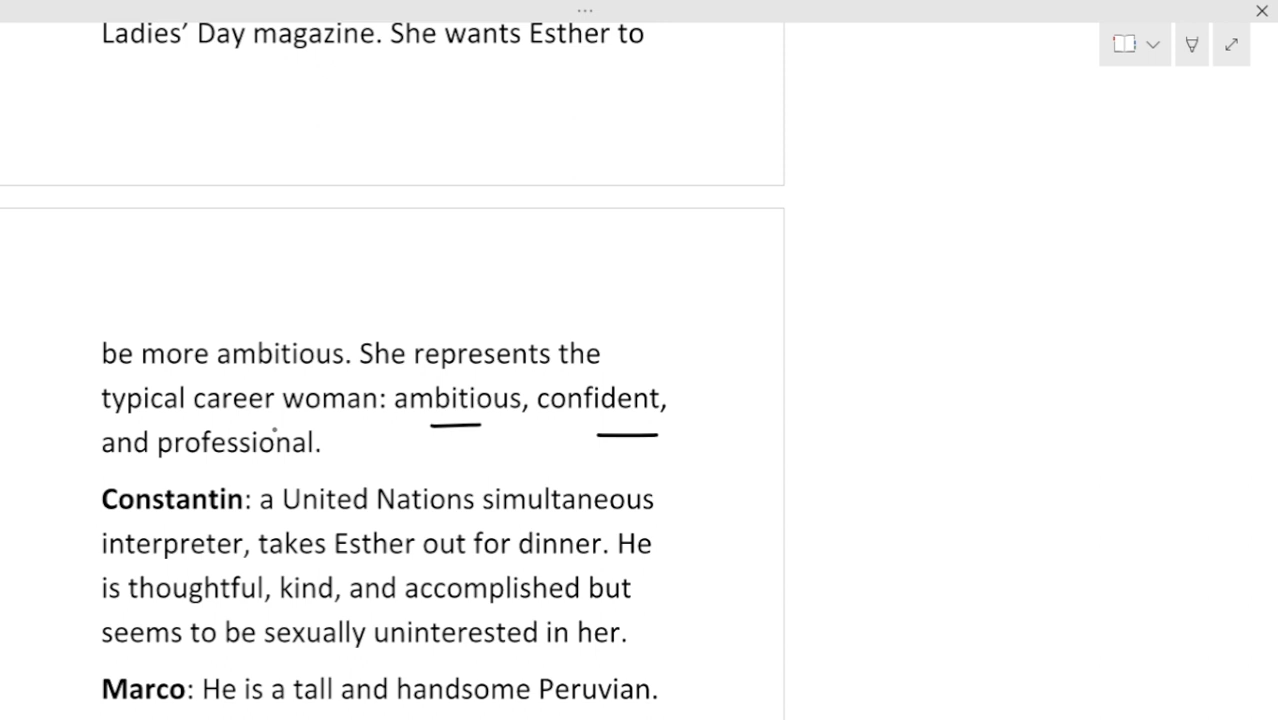 Ladies’ Day magazine. She wants Esther to
be more ambitious. She represents the
typical career woman: ambitious, confident,
and professional.
Constantin: a United Nations simultaneous
interpreter, takes Esther out for dinner. He
is thoughtful, kind, and accomplished but
seems to be sexually uninterested in her.
Marco: He is a tall and handsome Peruvian.